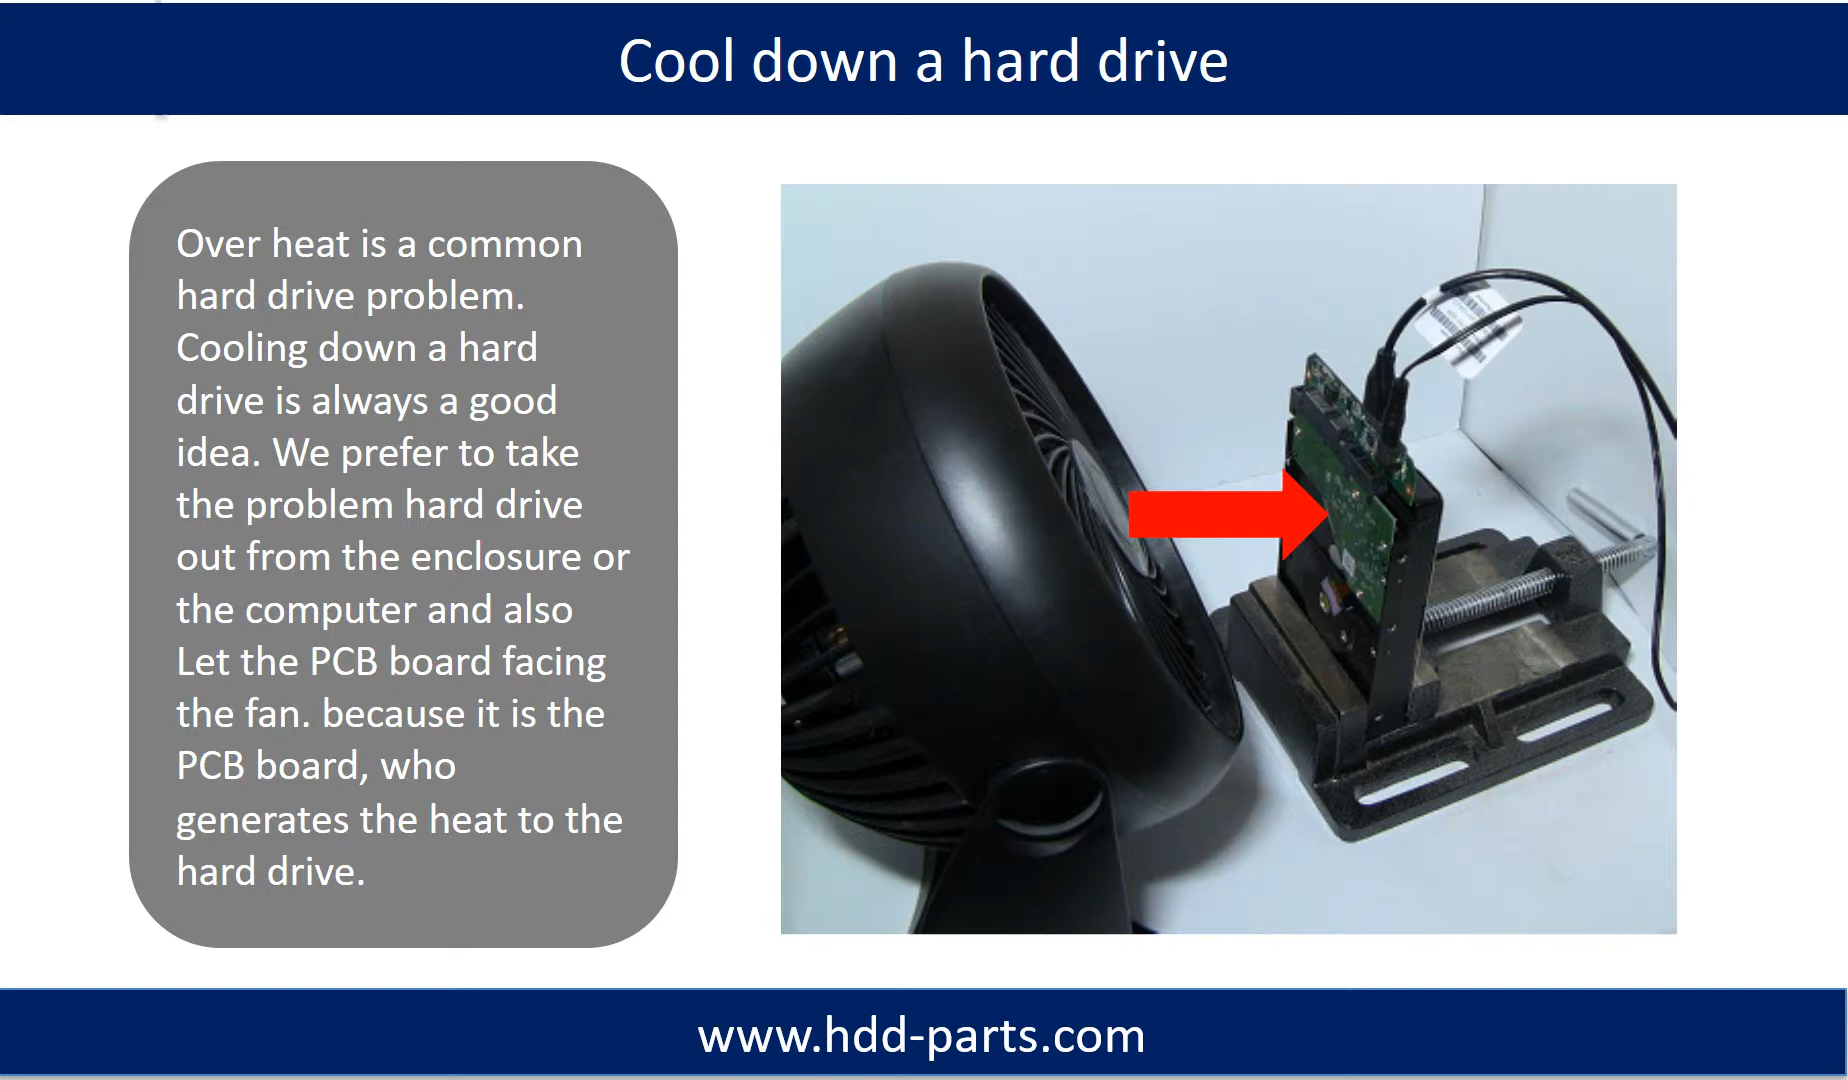 Cool down a hard drive
Over heat is a common
hard drive problem.
Cooling down a hard
drive is always a good
idea. We prefer to take
the problem hard drive
out from the enclosure or
the computer and also
Let the PCB board facing
the fan. because it is the
PCB board, who
generates the heat to the
hard drive.
www.hdd-parts.com